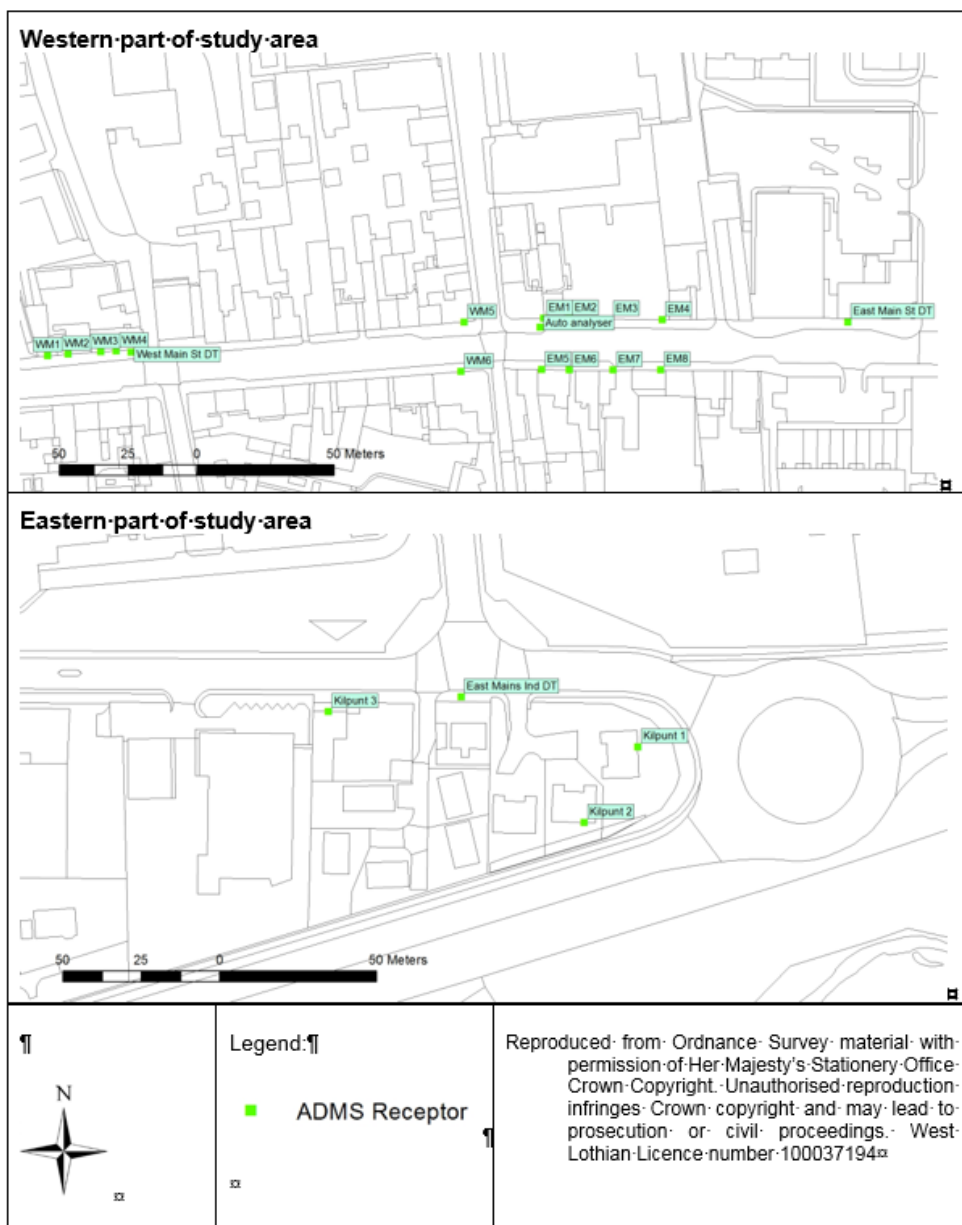 Western·part·of·study·area
WM5
EM1 EM2 EM3 EM4
East Main St DT
Auto analyser
WM1 WM2 WM3 WM4
West Main St DT
WM6
EM5 EM6 EM7 EM8
50 25 0 50 Meters
¤
Eastern·part·of·study·area
East Mains Ind DT
Kilpunt 3
Kilpunt 1
Kilpunt 2
50 25 0 50 Meters
¤
¶
N
¤
Legend:¶
ADMS Receptor
¶
¤
Reproduced· from· Ordnance· Survey· material· with·
permission·of·Her·Majesty's·Stationery·Office·
Crown·Copyright.·Unauthorised·reproduction·
infringes· Crown· copyright· and· may· lead· to·
prosecution· or· civil· proceedings.· West·
Lothian·Licence·number·100037194¤